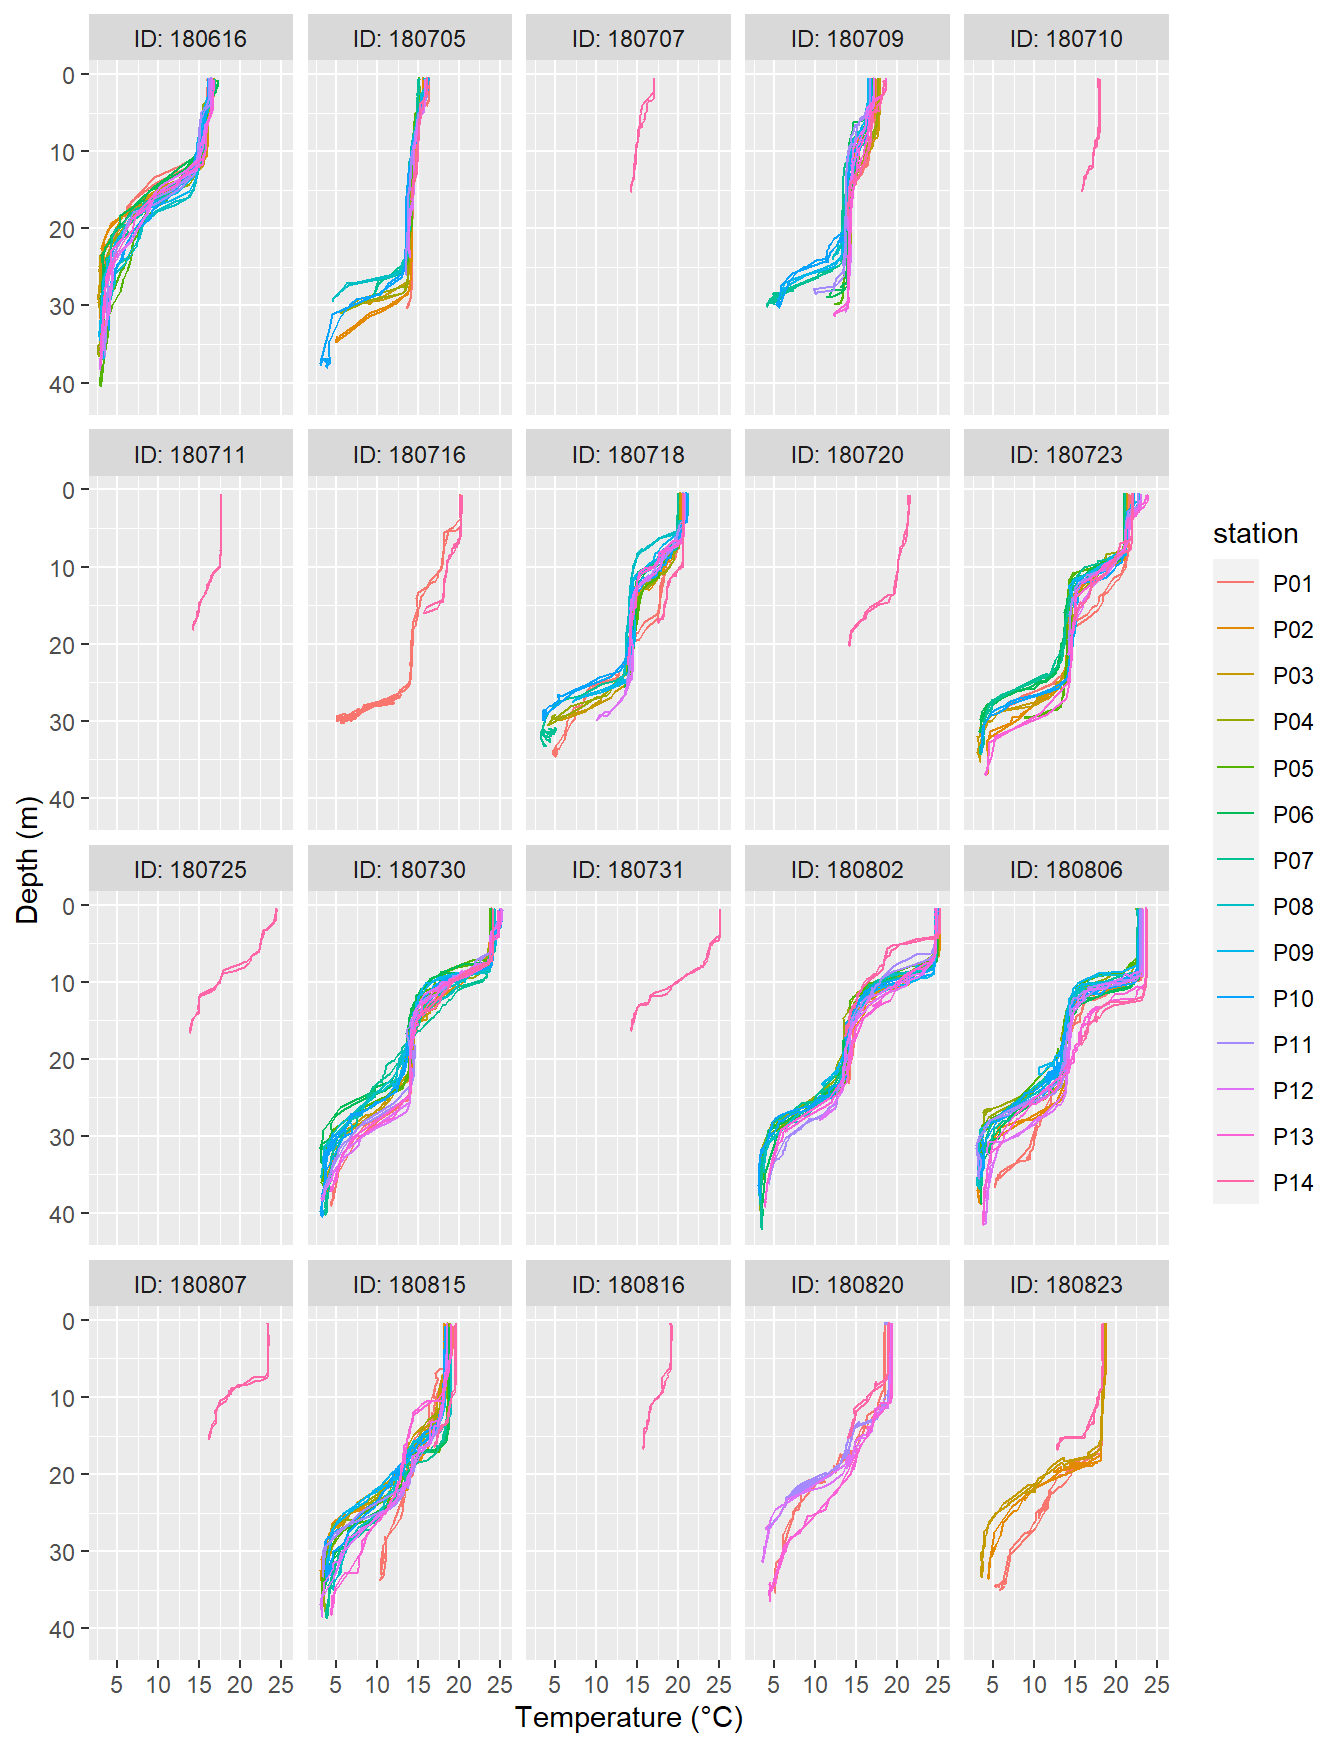 ID: 180616 ID: 180705 ID: 180707 ID: 180709 ID: 180710
0
10
20
30
40
ID: 180711 ID: 180716 ID: 180718 ID: 180720 ID: 180723
0
10
20
30
40
ID: 180725 ID: 180730 ID: 180731 ID: 180802 ID: 180806
0
10
20
30
40
ID: 180807 ID: 180815 ID: 180816 ID: 180820 ID: 180823
0
10
20
30
40
5 10 15 20 25 5 10 15 20 25 5 10 15 20 25 5 10 15 20 25 5 10 15 20 25
Temperature (°C)
Depth (m)
station
P01
P02
P03
P04
P05
P06
P07
P08
P09
P10
P11
P12
P13
P14